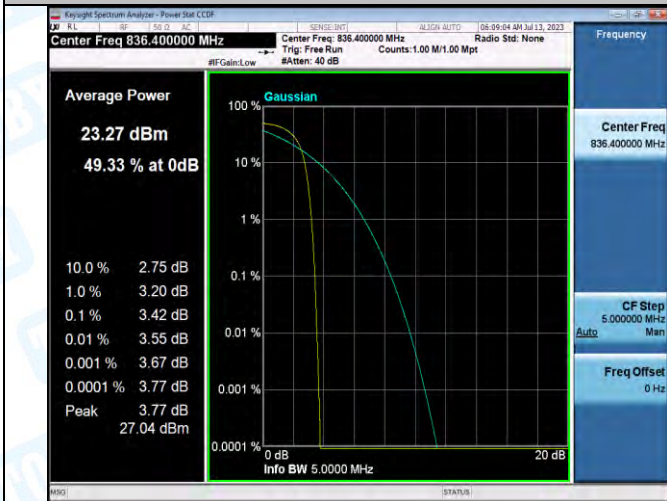 Keysight Spectrum Analyzer - Power Stat CCDF
RL RF 50 Ω AC SENSE:INT ALIGN AUTO 06:09:04 AM Jul 13, 2023
Center Freq 836.400000 MHz
Center Freq: 836.400000 MHz Radio Std: None
Trig: Free Run Counts:1.00 M/1.00 Mpt
#IFGain:Low #Atten: 40 dB
Frequency
Average Power
23.27 dBm
49.33 % at 0dB
10.0 % 2.75 dB
1.0 % 3.20 dB
0.1 % 3.42 dB
0.01 % 3.55 dB
0.001 % 3.67 dB
0.0001 % 3.77 dB
Peak 3.77 dB
27.04 dBm
Gaussian
100 %
10 %
1 %
0.1 %
0.01 %
0.001 %
0.0001 %
0 dB 20 dB
Info BW 5.0000 MHz
Center Freq
836.400000 MHz
CF Step
5.000000 MHz
Auto Man
Freq Offset
0 Hz
MSG STATUS